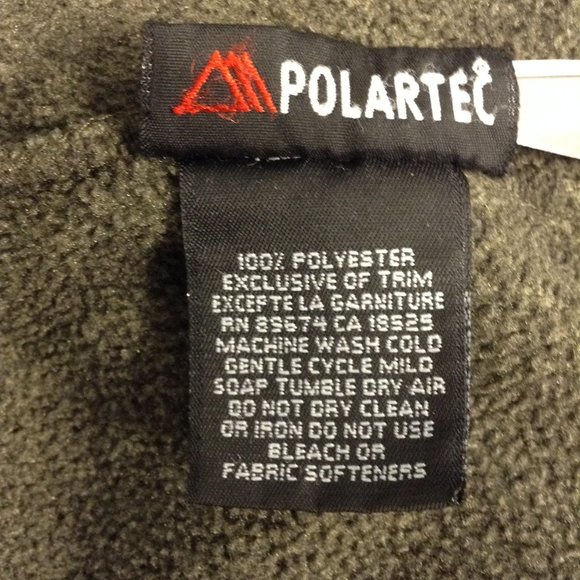 POLARTEC®
100% POLYESTER
EXCLUSIVE OF TRIM
EXCEPTE LA GARNITURE
RN 89674 CA 18525
MACHINE WASH COLD
GENTLE CYCLE MILD
SOAP TUMBLE DRY AIR
DO NOT DRY CLEAN
OR IRON DO NOT USE
BLEACH OR
FABRIC SOFTENERS